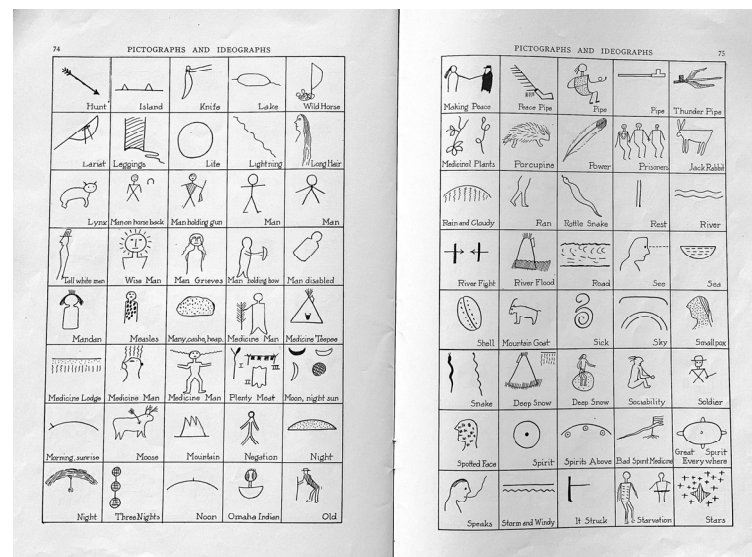 74 PICTOGRAPHS AND IDEOGRAPHS
Hunt Island Knife Lake Wild Horse
Lariat Leggings Life Lightning Long Hair
Lynx Man on horse back Man holding gun Man Man
Tall white man Wise Man Man Grieves Man holding bow Man disabled
Mandan Measles Many, cache, heap. Medicine Man Medicine Teepee
I II III
Medicine Lodge Medicine Man Medicine Man Plenty Meat Moon, night sun
Morning, sunrise Moose Mountain Negation Night
Night Three Nights Noon Omaha Indian Old
PICTOGRAPHS AND IDEOGRAPHS 75
Making Peace Peace Pipe Pipe Pipe Thunder Pipe
Medicinel Plants Porcupine Power Prisoners Jack Rabbit
Rain and Cloudy Ran Rattle Snake Rest River
River Fight River Flood Road See Sea
Shell Mountain Goat Sick Sky Smallpox
Snake Deep Snow Deep Snow Sociability Soldier
Spotted Face Spirit Spirits Above Bad Spirit Medicine Great Spirit Everywhere
Speaks Storm and Windy It Struck Starvation Stars